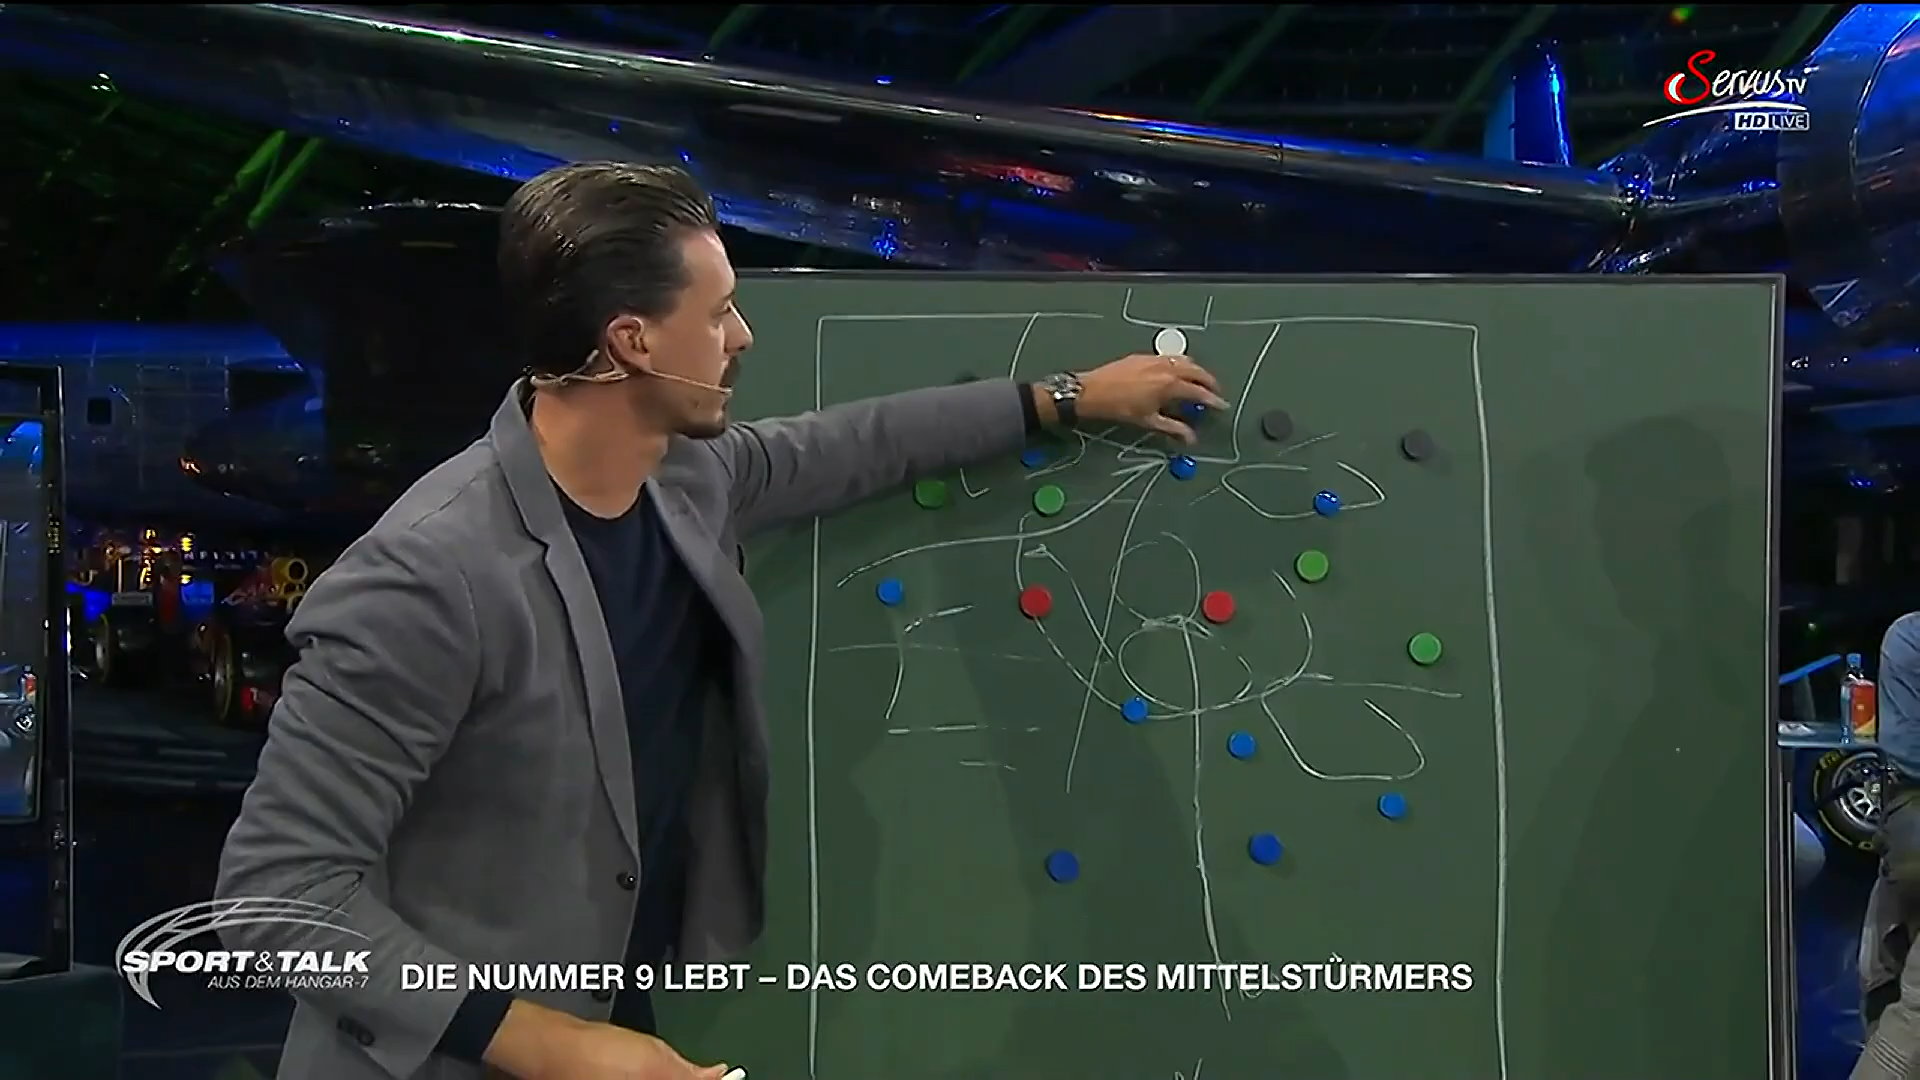 ServusTV
HD LIVE
SPORT&TALK
AUS DEM HANGAR-7
DIE NUMMER 9 LEBT – DAS COMEBACK DES MITTELSTÜRMERS